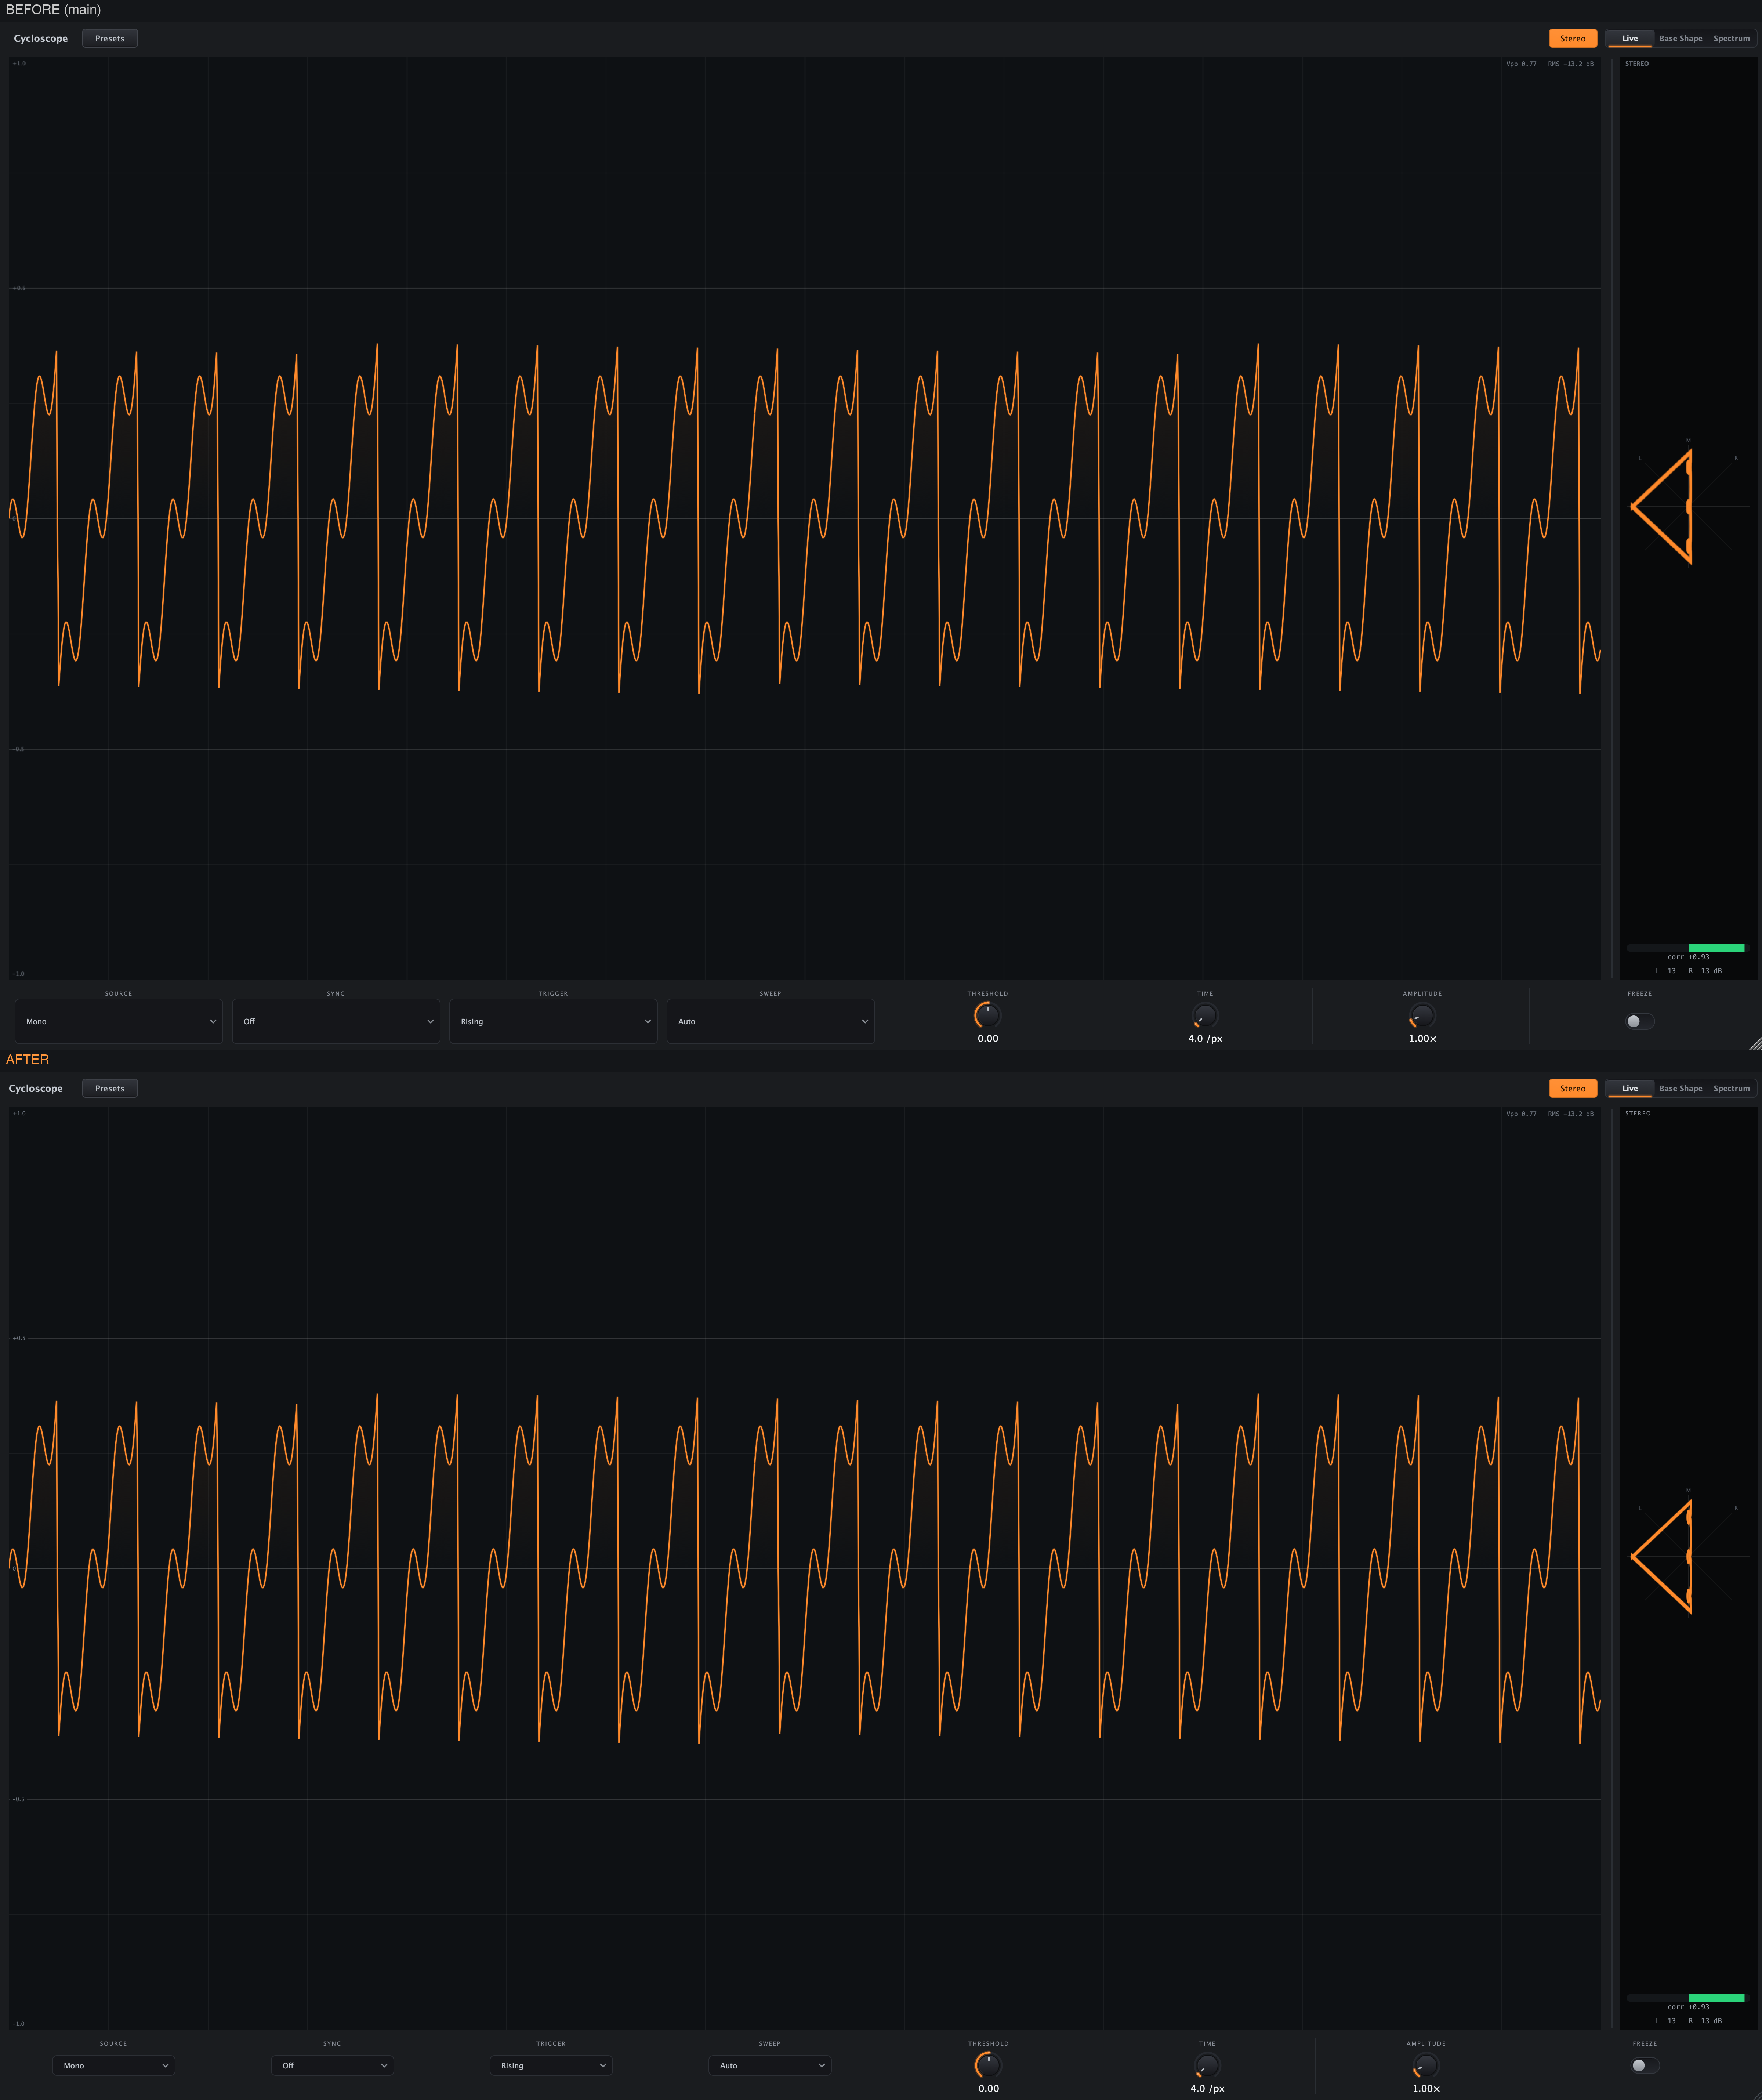 BEFORE (main)
Cycloscope Presets Stereo Live Base Shape Spectrum
+1.0 Vpp 0.77 RMS −13.2 dB STEREO
+0.5
M
L R
0
−0.5
corr +0.93
L −13 R −13 dB
−1.0
SOURCE SYNC TRIGGER SWEEP THRESHOLD TIME AMPLITUDE FREEZE
Mono Off Rising Auto
0.00 4.0 /px 1.00×
AFTER
Cycloscope Presets Stereo Live Base Shape Spectrum
+1.0 Vpp 0.77 RMS −13.2 dB STEREO
+0.5
M
L R
0
−0.5
corr +0.93
L −13 R −13 dB
−1.0
SOURCE SYNC TRIGGER SWEEP THRESHOLD TIME AMPLITUDE FREEZE
Mono Off Rising Auto
0.00 4.0 /px 1.00×